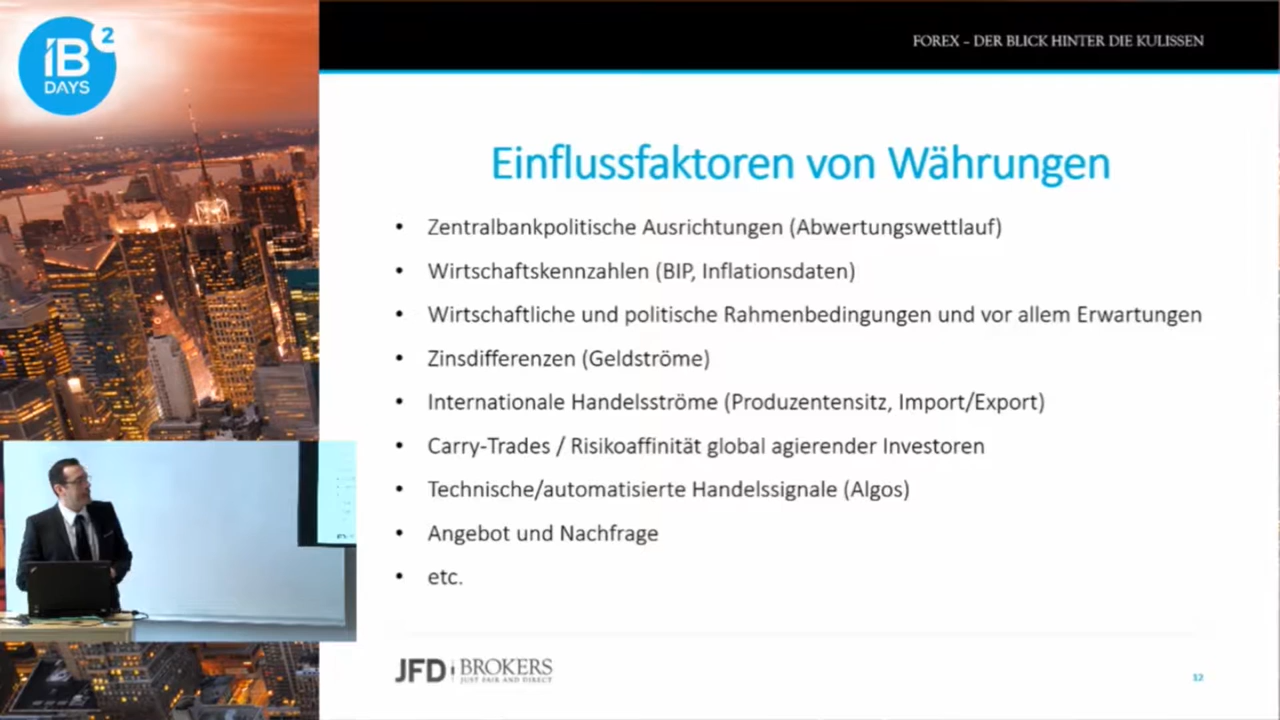 iB 2
DAYS
FOREX – DER BLICK HINTER DIE KULISSEN
Einflussfaktoren von Währungen
• Zentralbankpolitische Ausrichtungen (Abwertungswettlauf)
• Wirtschaftskennzahlen (BIP, Inflationsdaten)
• Wirtschaftliche und politische Rahmenbedingungen und vor allem Erwartungen
• Zinsdifferenzen (Geldströme)
• Internationale Handelsströme (Produzentensitz, Import/Export)
• Carry-Trades / Risikoaffinität global agierender Investoren
• Technische/automatisierte Handelssignale (Algos)
• Angebot und Nachfrage
• etc.
JFD BROKERS
JUST FAIR AND DIRECT
12